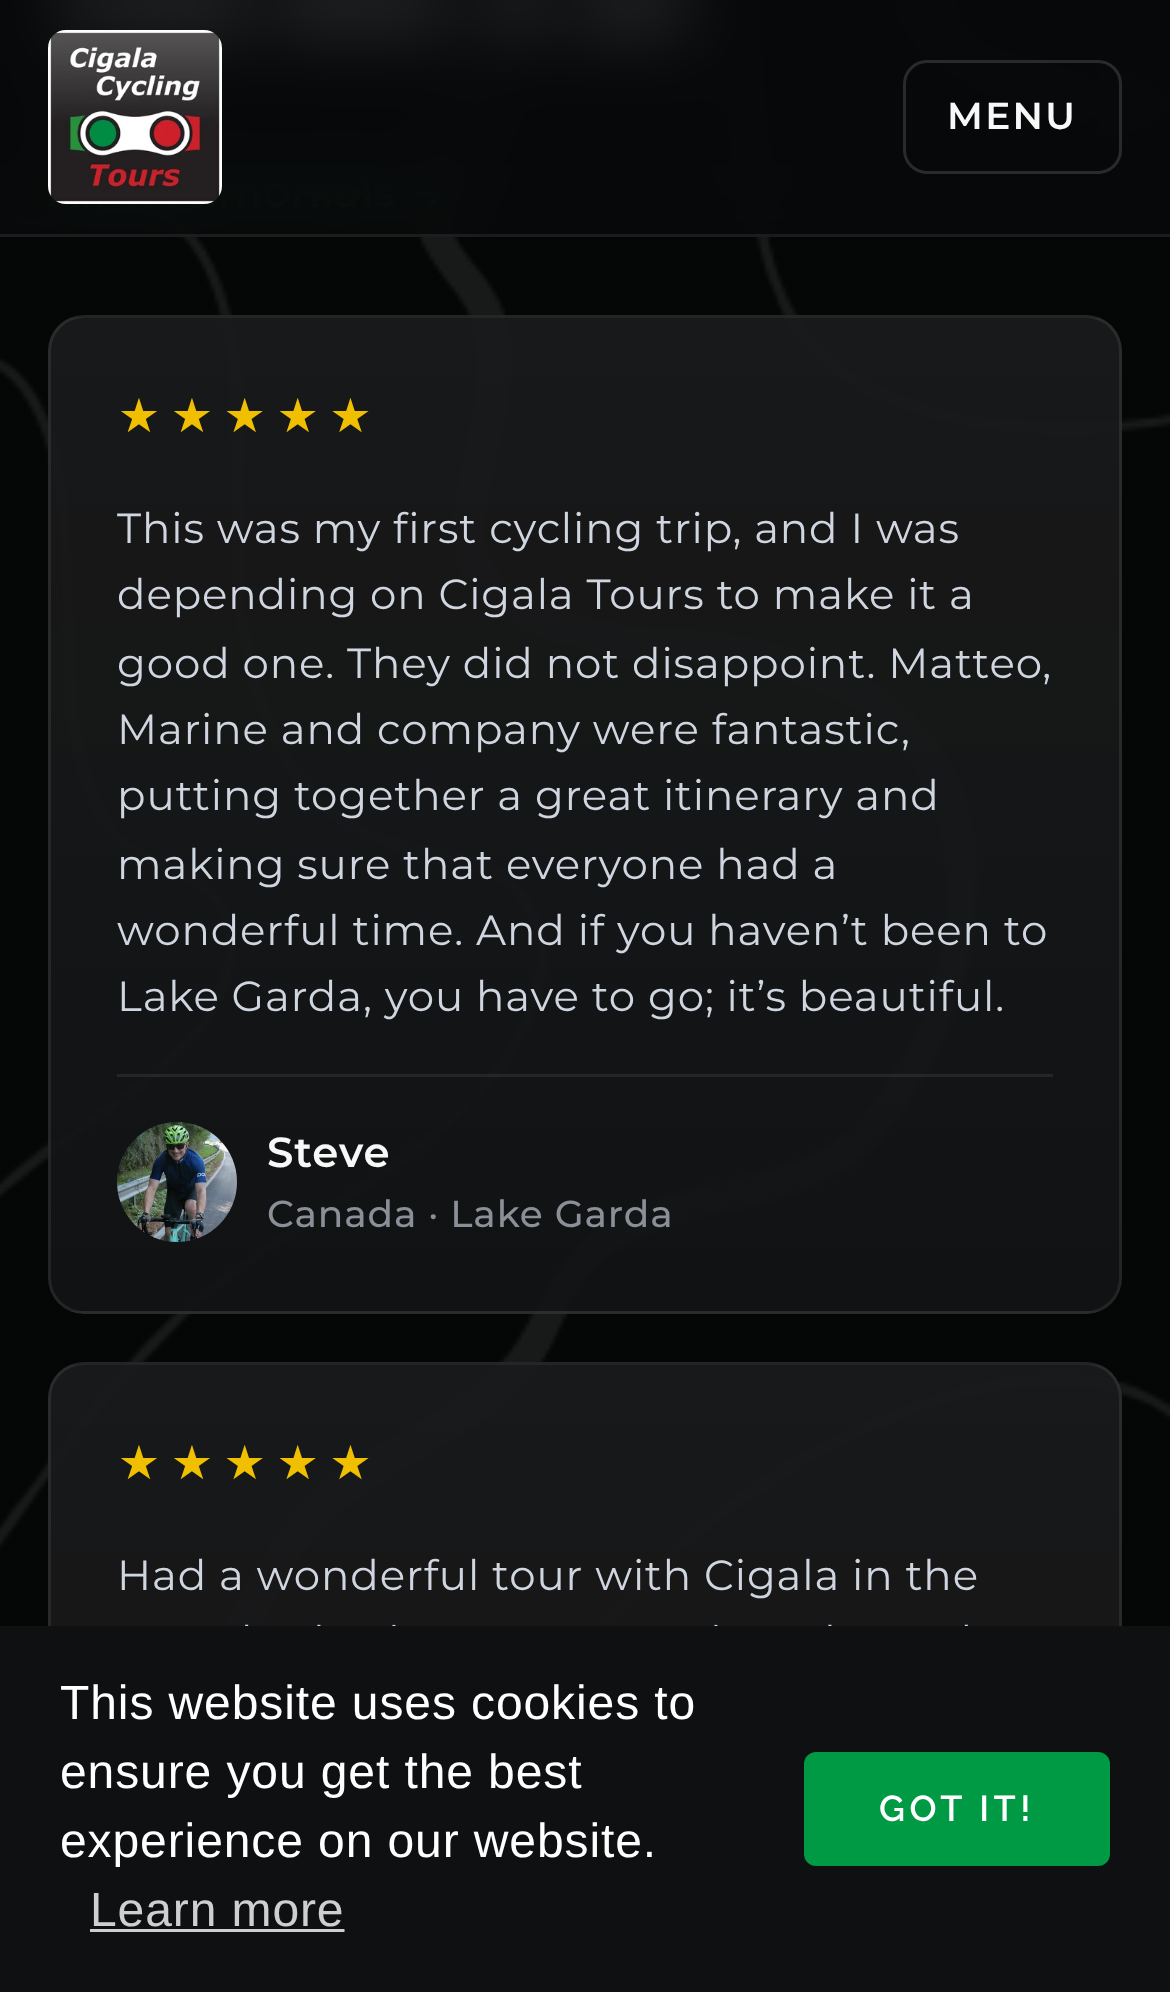 Cigala
Cycling
Tours
MENU
★★★★★
This was my first cycling trip, and I was
depending on Cigala Tours to make it a
good one. They did not disappoint. Matteo,
Marine and company were fantastic,
putting together a great itinerary and
making sure that everyone had a
wonderful time. And if you haven’t been to
Lake Garda, you have to go; it’s beautiful.
Steve
Canada · Lake Garda
★★★★★
Had a wonderful tour with Cigala in the
This website uses cookies to
ensure you get the best
experience on our website.
Learn more
GOT IT!